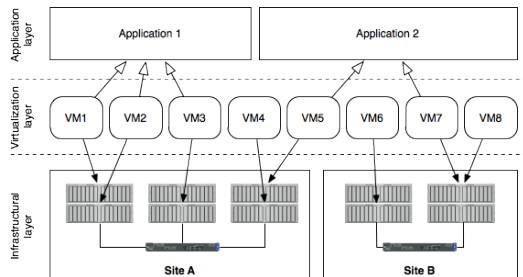 Application
layer
Application 1
Application 2
Virtualization
layer
VM1
VM2
VM3
VM4
VM5
VM6
VM7
VM8
Infrastructural
layer
Site A
Site B